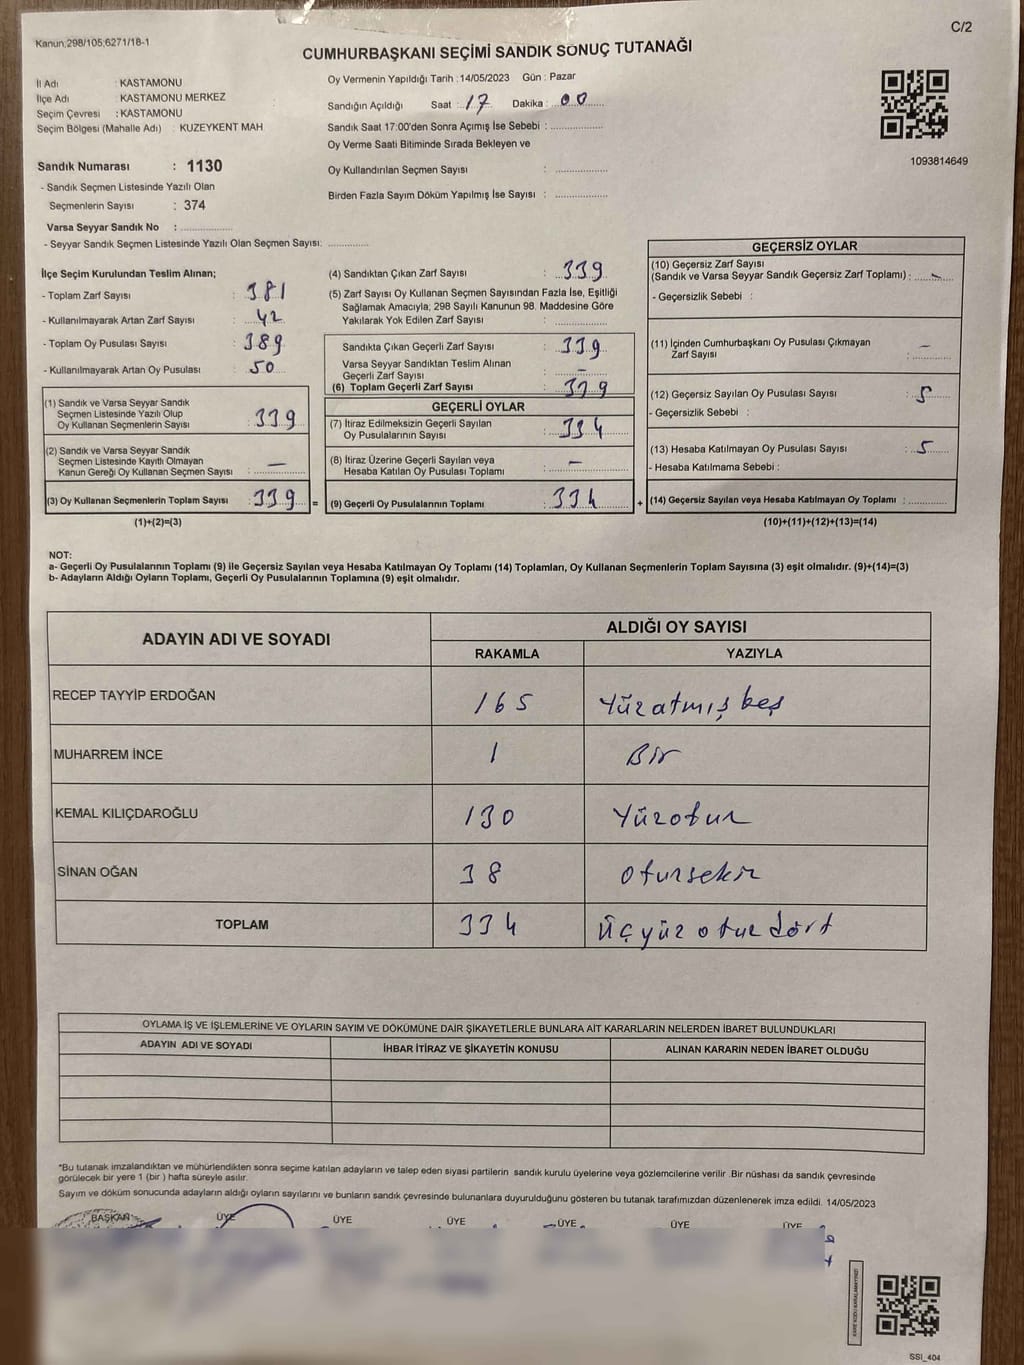 Kanun:298/105,6271/18-1
C/2
CUMHURBAŞKANI SEÇİMİ SANDIK SONUÇ TUTANAĞI
İl Adı : KASTAMONU
İlçe Adı : KASTAMONU MERKEZ
Seçim Çevresi : KASTAMONU
Seçim Bölgesi (Mahalle Adı) : KUZEYKENT MAH
Oy Vermenin Yapıldığı Tarih :14/05/2023 Gün : Pazar
Sandığın Açıldığı Saat : 17 Dakika : 00
Sandık Saat 17:00'den Sonra Açımış İse Sebebi :
Oy Verme Saati Bitiminde Sırada Bekleyen ve
Oy Kullandırılan Seçmen Sayısı :
Birden Fazla Sayım Döküm Yapılmış İse Sayısı :
1093814649
Sandık Numarası : 1130
- Sandık Seçmen Listesinde Yazılı Olan
Seçmenlerin Sayısı : 374
Varsa Seyyar Sandık No :
- Seyyar Sandık Seçmen Listesinde Yazılı Olan Seçmen Sayısı:
İlçe Seçim Kurulundan Teslim Alınan;
- Toplam Zarf Sayısı : 381
- Kullanılmayarak Artan Zarf Sayısı : 42
- Toplam Oy Pusulası Sayısı : 389
- Kullanılmayarak Artan Oy Pusulası : 50
(1) Sandık ve Varsa Seyyar Sandık
Seçmen Listesinde Yazılı Olup
Oy Kullanan Seçmenlerin Sayısı : 339
(2) Sandık ve Varsa Seyyar Sandık
Seçmen Listesinde Kayıtlı Olmayan
Kanun Gereği Oy Kullanan Seçmen Sayısı : —
(3) Oy Kullanan Seçmenlerin Toplam Sayısı : 339 =
(1)+(2)=(3)
(4) Sandıktan Çıkan Zarf Sayısı : 339
(5) Zarf Sayısı Oy Kullanan Seçmen Sayısından Fazla İse, Eşitliği
Sağlamak Amacıyla; 298 Sayılı Kanunun 98. Maddesine Göre
Yakılarak Yok Edilen Zarf Sayısı :
Sandıkta Çıkan Geçerli Zarf Sayısı : 339
Varsa Seyyar Sandıktan Teslim Alınan
Geçerli Zarf Sayısı : —
(6) Toplam Geçerli Zarf Sayısı : 339
GEÇERLİ OYLAR
(7) İtiraz Edilmeksizin Geçerli Sayılan
Oy Pusulalarının Sayısı : 334
(8) İtiraz Üzerine Geçerli Sayılan veya
Hesaba Katılan Oy Pusulası Toplamı : —
(9) Geçerli Oy Pusulalarının Toplamı : 334 +
GEÇERSİZ OYLAR
(10) Geçersiz Zarf Sayısı
(Sandık ve Varsa Seyyar Sandık Geçersiz Zarf Toplamı) : —
- Geçersizlik Sebebi :
(11) İçinden Cumhurbaşkanı Oy Pusulası Çıkmayan
Zarf Sayısı : —
(12) Geçersiz Sayılan Oy Pusulası Sayısı : 5
- Geçersizlik Sebebi :
(13) Hesaba Katılmayan Oy Pusulası Sayısı : 5
- Hesaba Katılmama Sebebi :
(14) Geçersiz Sayılan veya Hesaba Katılmayan Oy Toplamı :
(10)+(11)+(12)+(13)=(14)
NOT:
a- Geçerli Oy Pusulalarının Toplamı (9) ile Geçersiz Sayılan veya Hesaba Katılmayan Oy Toplamı (14) Toplamları, Oy Kullanan Seçmenlerin Toplam Sayısına (3) eşit olmalıdır. (9)+(14)=(3)
b- Adayların Aldığı Oyların Toplamı, Geçerli Oy Pusulalarının Toplamına (9) eşit olmalıdır.
ADAYIN ADI VE SOYADI ALDIĞI OY SAYISI
RAKAMLA YAZIYLA
RECEP TAYYİP ERDOĞAN 165 Yüzatmışbeş
MUHARREM İNCE 1 Bir
KEMAL KILIÇDAROĞLU 130 Yüzotuz
SİNAN OĞAN 38 otuzsekiz
TOPLAM 334 Üçyüzotuzdört
OYLAMA İŞ VE İŞLEMLERİNE VE OYLARIN SAYIM VE DÖKÜMÜNE DAİR ŞİKAYETLERLE BUNLARA AİT KARARLARIN NELERDEN İBARET BULUNDUKLARI
ADAYIN ADI VE SOYADI İHBAR İTİRAZ VE ŞİKAYETİN KONUSU ALINAN KARARIN NEDEN İBARET OLDUĞU
*Bu tutanak imzalandıktan ve mühürlendikten sonra seçime katılan adayların ve talep eden siyasi partilerin sandık kurulu üyelerine veya gözlemcilerine verilir .Bir nüshası da sandık çevresinde
görülecek bir yere 1 (bir ) hafta süreyle asılır.
Sayım ve döküm sonucunda adayların aldığı oyların sayılarını ve bunların sandık çevresinde bulunanlara duyurulduğunu gösteren bu tutanak tarafımızdan düzenlenerek imza edildi. 14/05/2023
BAŞKAN ÜYE ÜYE ÜYE ÜYE ÜYE ÜYE
SSI_404